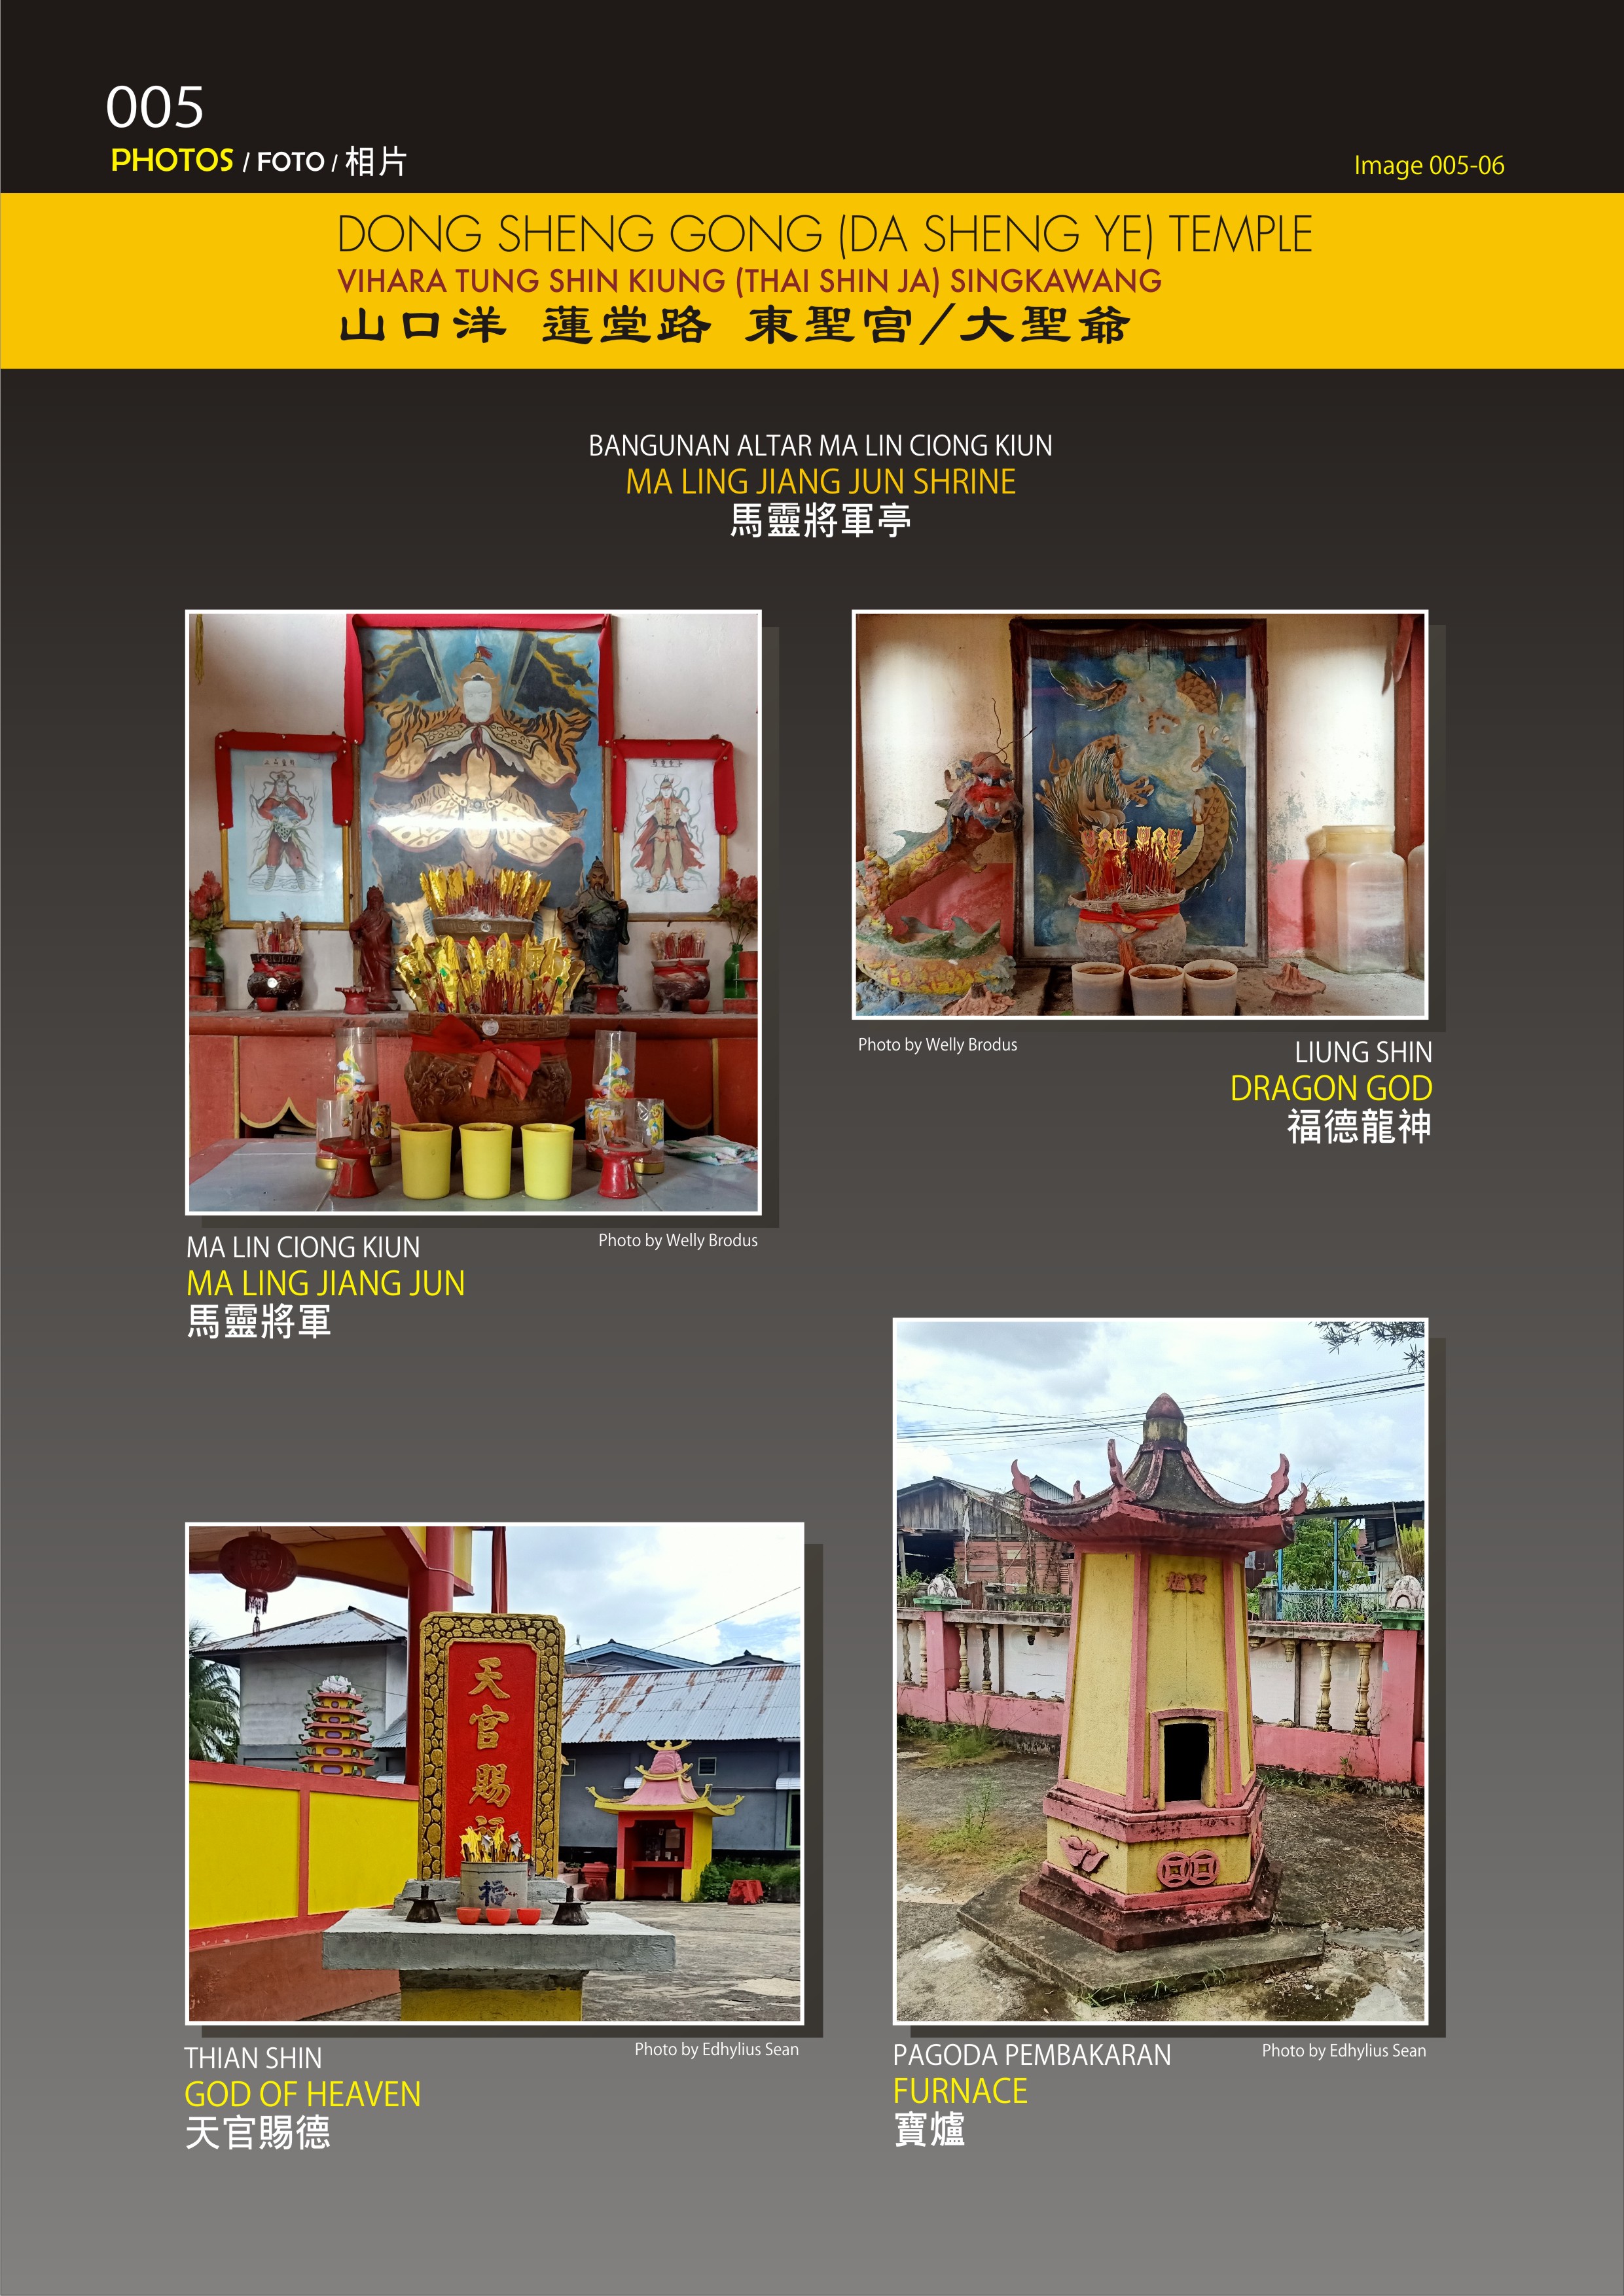 005
PHOTOS / FOTO / 相片
Image 005-06
DONG SHENG GONG (DA SHENG YE) TEMPLE
VIHARA TUNG SHIN KIUNG (THAI SHIN JA) SINGKAWANG
山口洋 蓮堂路 東聖宮/大聖爺
BANGUNAN ALTAR MA LIN CIONG KIUN
MA LING JIANG JUN SHRINE
馬靈將軍亭
Photo by Welly Brodus
LIUNG SHIN
DRAGON GOD
福德龍神
MA LIN CIONG KIUN
Photo by Welly Brodus
MA LING JIANG JUN
馬靈將軍
天官賜
福
THIAN SHIN
Photo by Edhylius Sean
GOD OF HEAVEN
天官賜德
PAGODA PEMBAKARAN
Photo by Edhylius Sean
FURNACE
寶爐